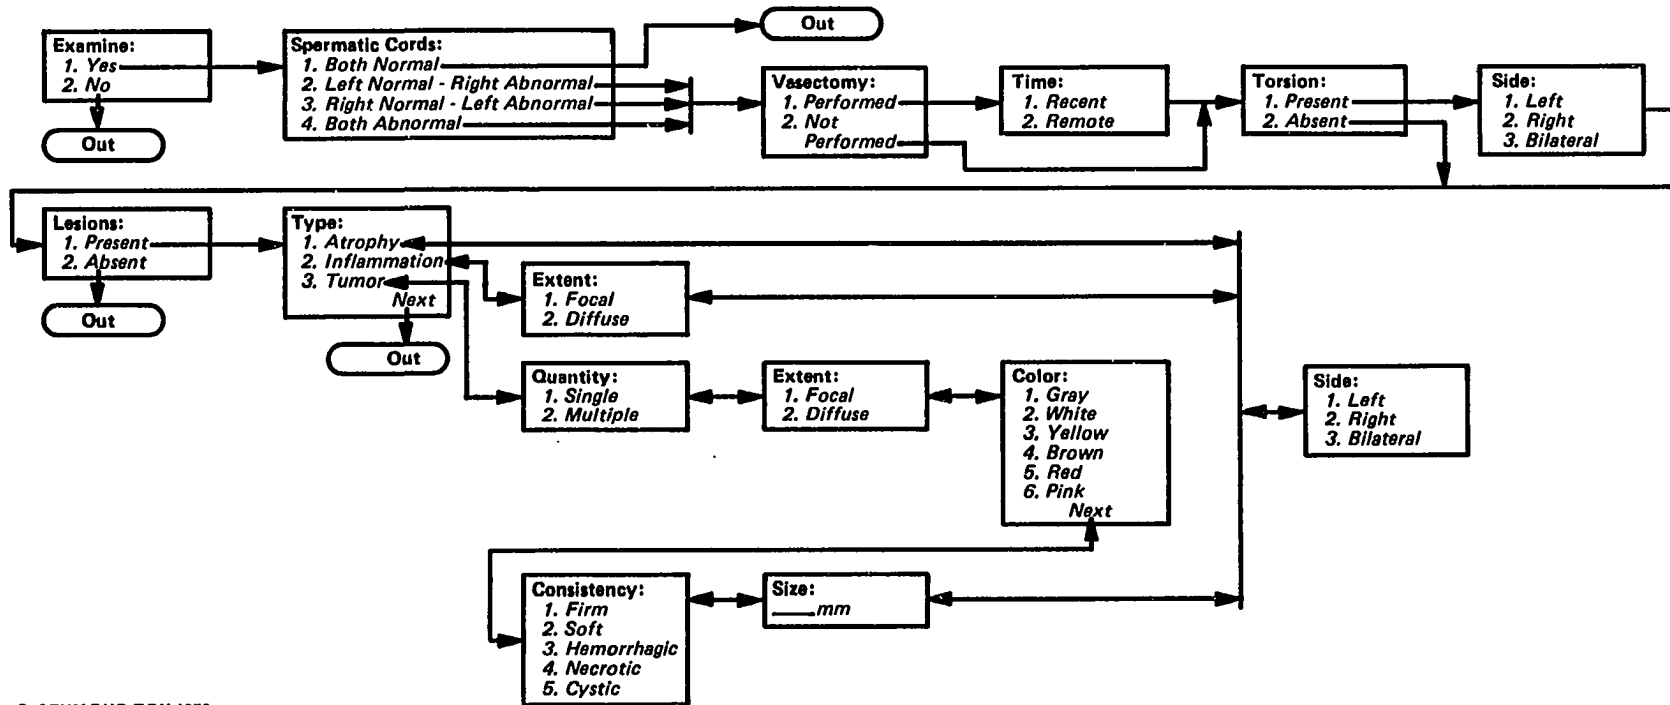 Out
Examine:
1. Yes
2. No
Out
Spermatic Cords:
1. Both Normal
2. Left Normal - Right Abnormal
3. Right Normal - Left Abnormal
4. Both Abnormal
Vasectomy:
1. Performed
2. Not
Performed
Time:
1. Recent
2. Remote
Torsion:
1. Present
2. Absent
Side:
1. Left
2. Right
3. Bilateral
Lesions:
1. Present
2. Absent
Out
Type:
1. Atrophy
2. Inflammation
3. Tumor
Next
Out
Extent:
1. Focal
2. Diffuse
Quantity:
1. Single
2. Multiple
Extent:
1. Focal
2. Diffuse
Color:
1. Gray
2. White
3. Yellow
4. Brown
5. Red
6. Pink
Next
Side:
1. Left
2. Right
3. Bilateral
Consistency:
1. Firm
2. Soft
3. Hemorrhagic
4. Necrotic
5. Cystic
Size:
____mm